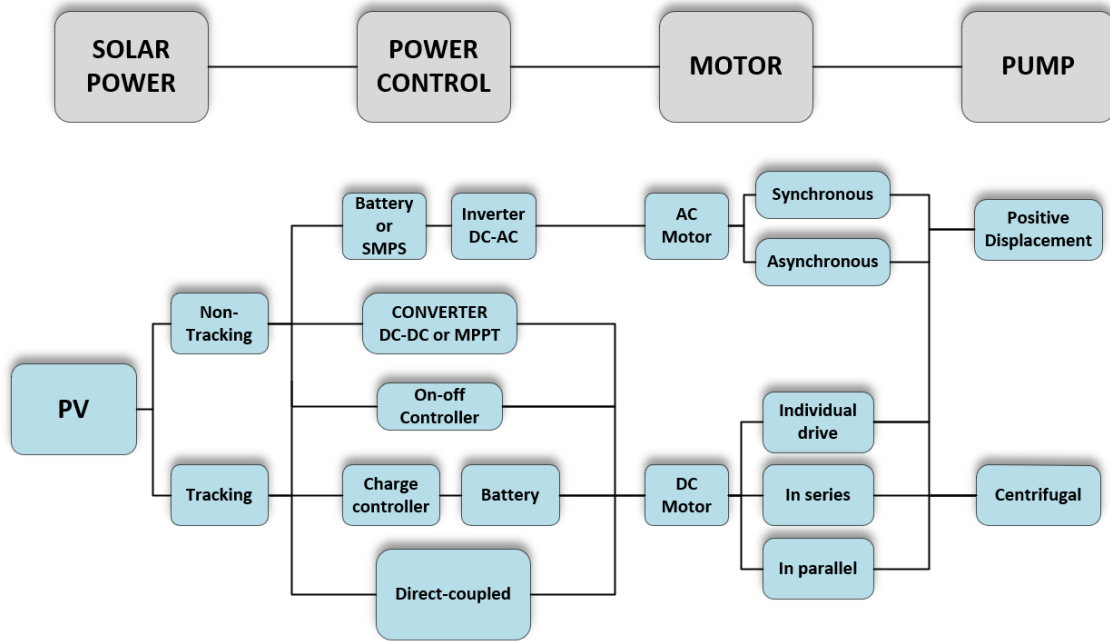 SOLAR
POWER
POWER
CONTROL
MOTOR
PUMP
Battery
or
SMPS
Inverter
DC-AC
AC
Motor
Synchronous
Asynchronous
Positive
Displacement
Non-
Tracking
CONVERTER
DC-DC or MPPT
PV
On-off
Controller
Individual
drive
Tracking
Charge
controller
Battery
DC
Motor
In series
Centrifugal
In parallel
Direct-coupled